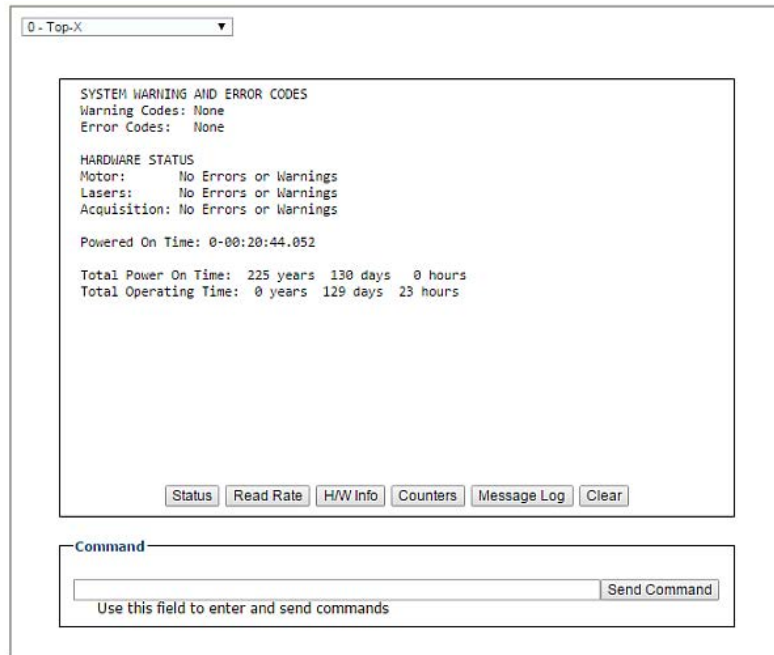 0 - Top-X
SYSTEM WARNING AND ERROR CODES
Warning Codes: None
Error Codes:   None
HARDWARE STATUS
Motor:       No Errors or Warnings
Lasers:      No Errors or Warnings
Acquisition: No Errors or Warnings
Powered On Time: 0-00:20:44.052
Total Power On Time:  225 years  130 days   0 hours
Total Operating Time:  0 years  129 days  23 hours
Status Read Rate H/W Info Counters Message Log Clear
Command
Send Command
Use this field to enter and send commands